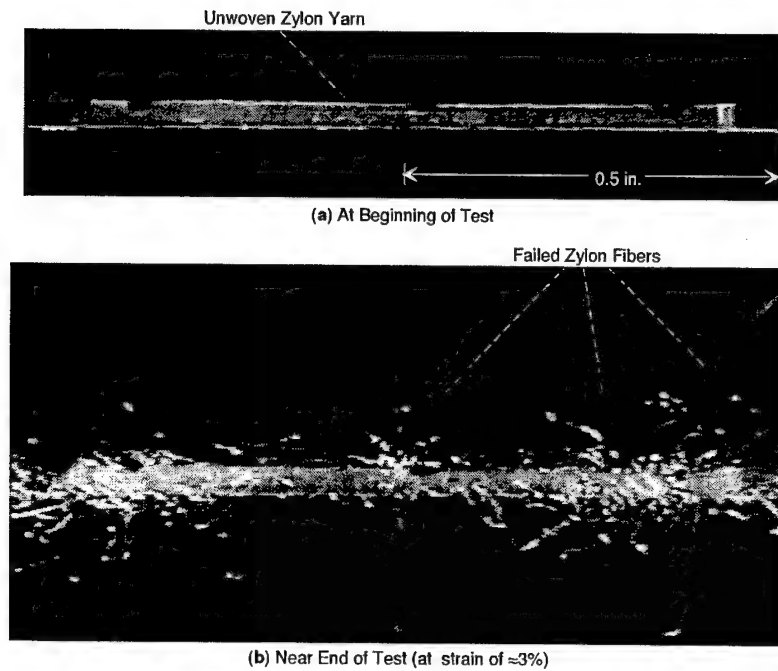 Unwoven Zylon Yarn
0.5 in.
(a) At Beginning of Test
Failed Zylon Fibers
(b) Near End of Test (at strain of ≈3%)